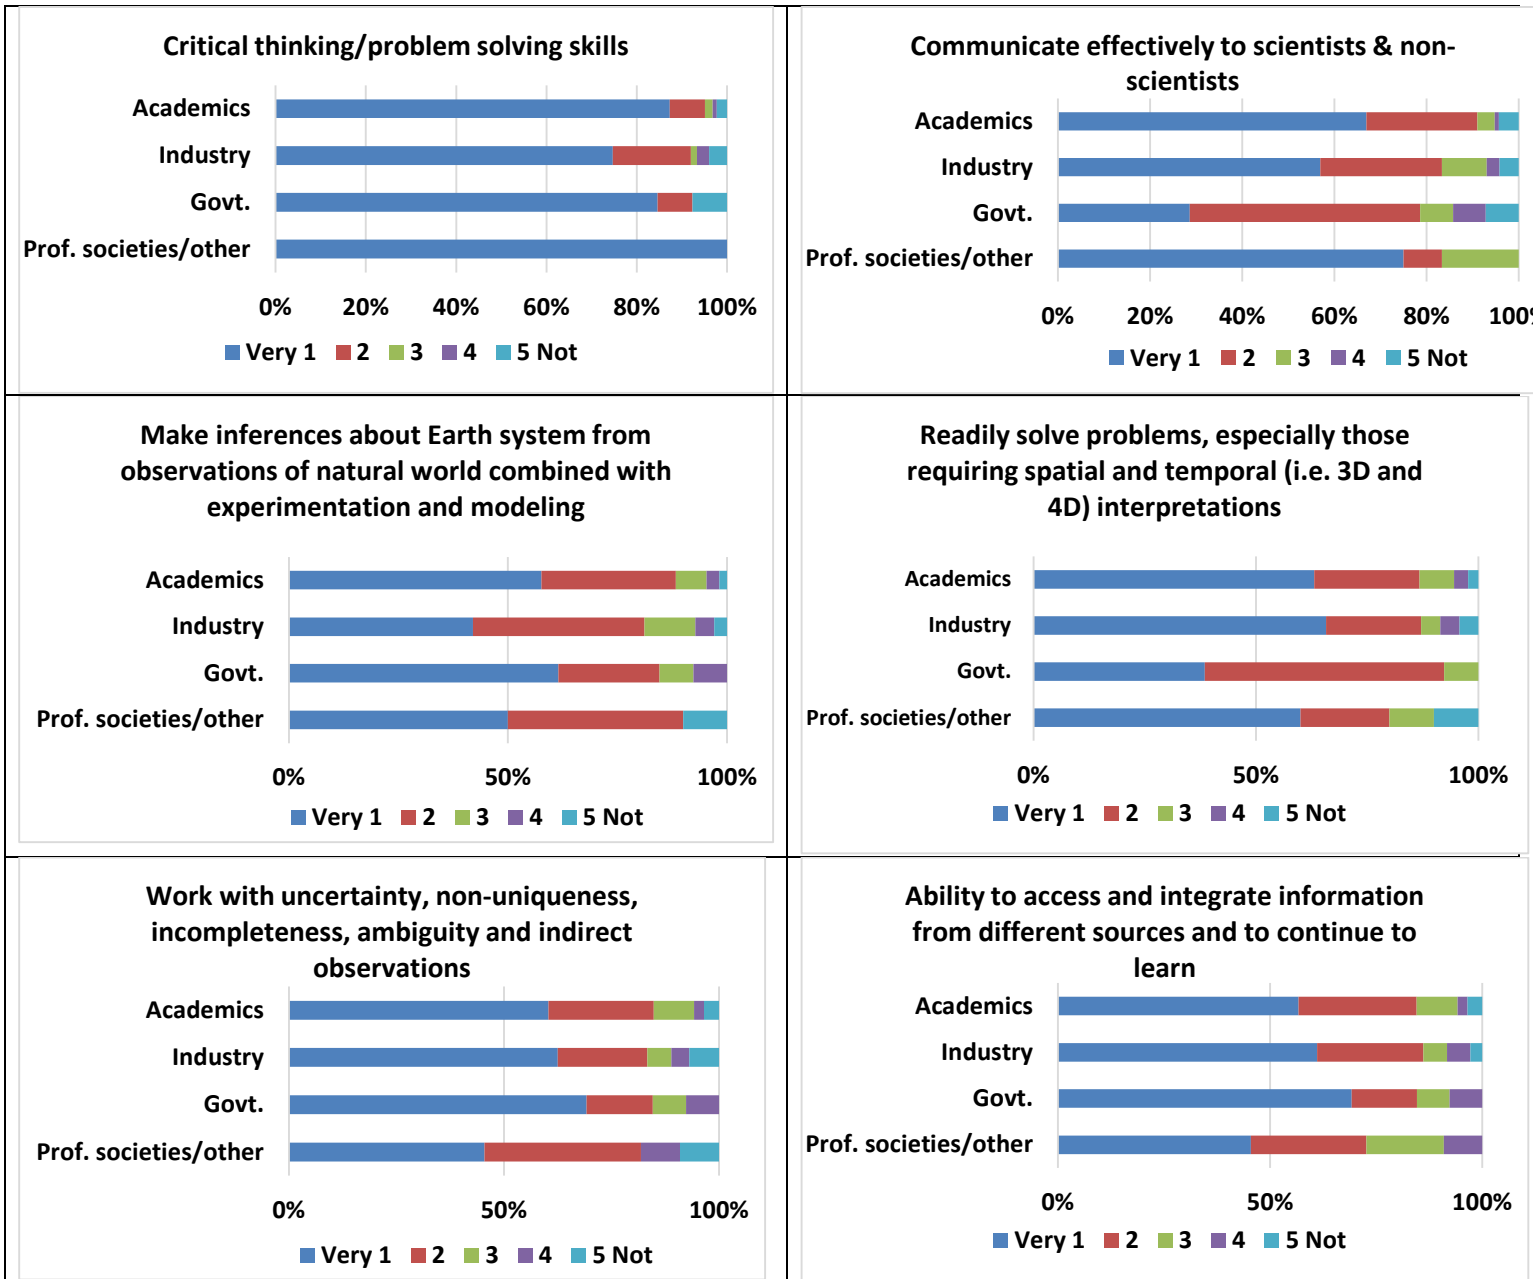 Critical thinking/problem solving skills
Academics
Industry
Govt.
Prof. societies/other
0% 20% 40% 60% 80% 100%
Very 1 2 3 4 5 Not
Communicate effectively to scientists & non-
scientists
Academics
Industry
Govt.
Prof. societies/other
0% 20% 40% 60% 80% 100%
Very 1 2 3 4 5 Not
Make inferences about Earth system from
observations of natural world combined with
experimentation and modeling
Academics
Industry
Govt.
Prof. societies/other
0% 50% 100%
Very 1 2 3 4 5 Not
Readily solve problems, especially those
requiring spatial and temporal (i.e. 3D and
4D) interpretations
Academics
Industry
Govt.
Prof. societies/other
0% 50% 100%
Very 1 2 3 4 5 Not
Work with uncertainty, non-uniqueness,
incompleteness, ambiguity and indirect
observations
Academics
Industry
Govt.
Prof. societies/other
0% 50% 100%
Very 1 2 3 4 5 Not
Ability to access and integrate information
from different sources and to continue to
learn
Academics
Industry
Govt.
Prof. societies/other
0% 50% 100%
Very 1 2 3 4 5 Not